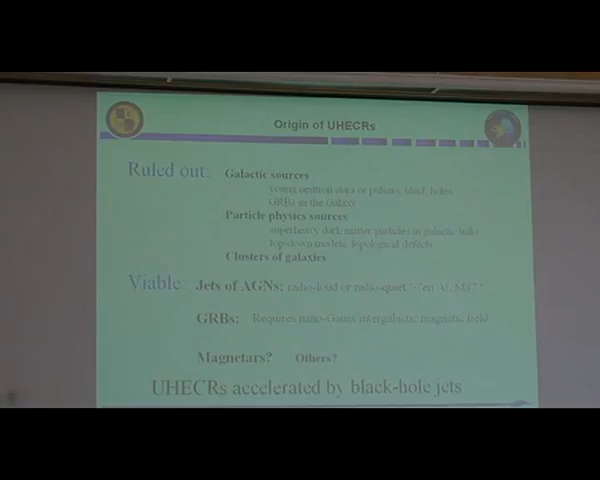 Origin of UHECRs
Ruled out: Galactic sources
young neutron stars or pulsars, black holes
GRBs in the Galaxy
Particle physics sources
superheavy dark matter particles in galactic halo
top-down models, topological defects
Clusters of galaxies
Viable: Jets of AGNs: radio-loud or radio-quiet
GRBs: Requires nano-Gauss intergalactic magnetic field
Magnetars? Others?
UHECRs accelerated by black-hole jets